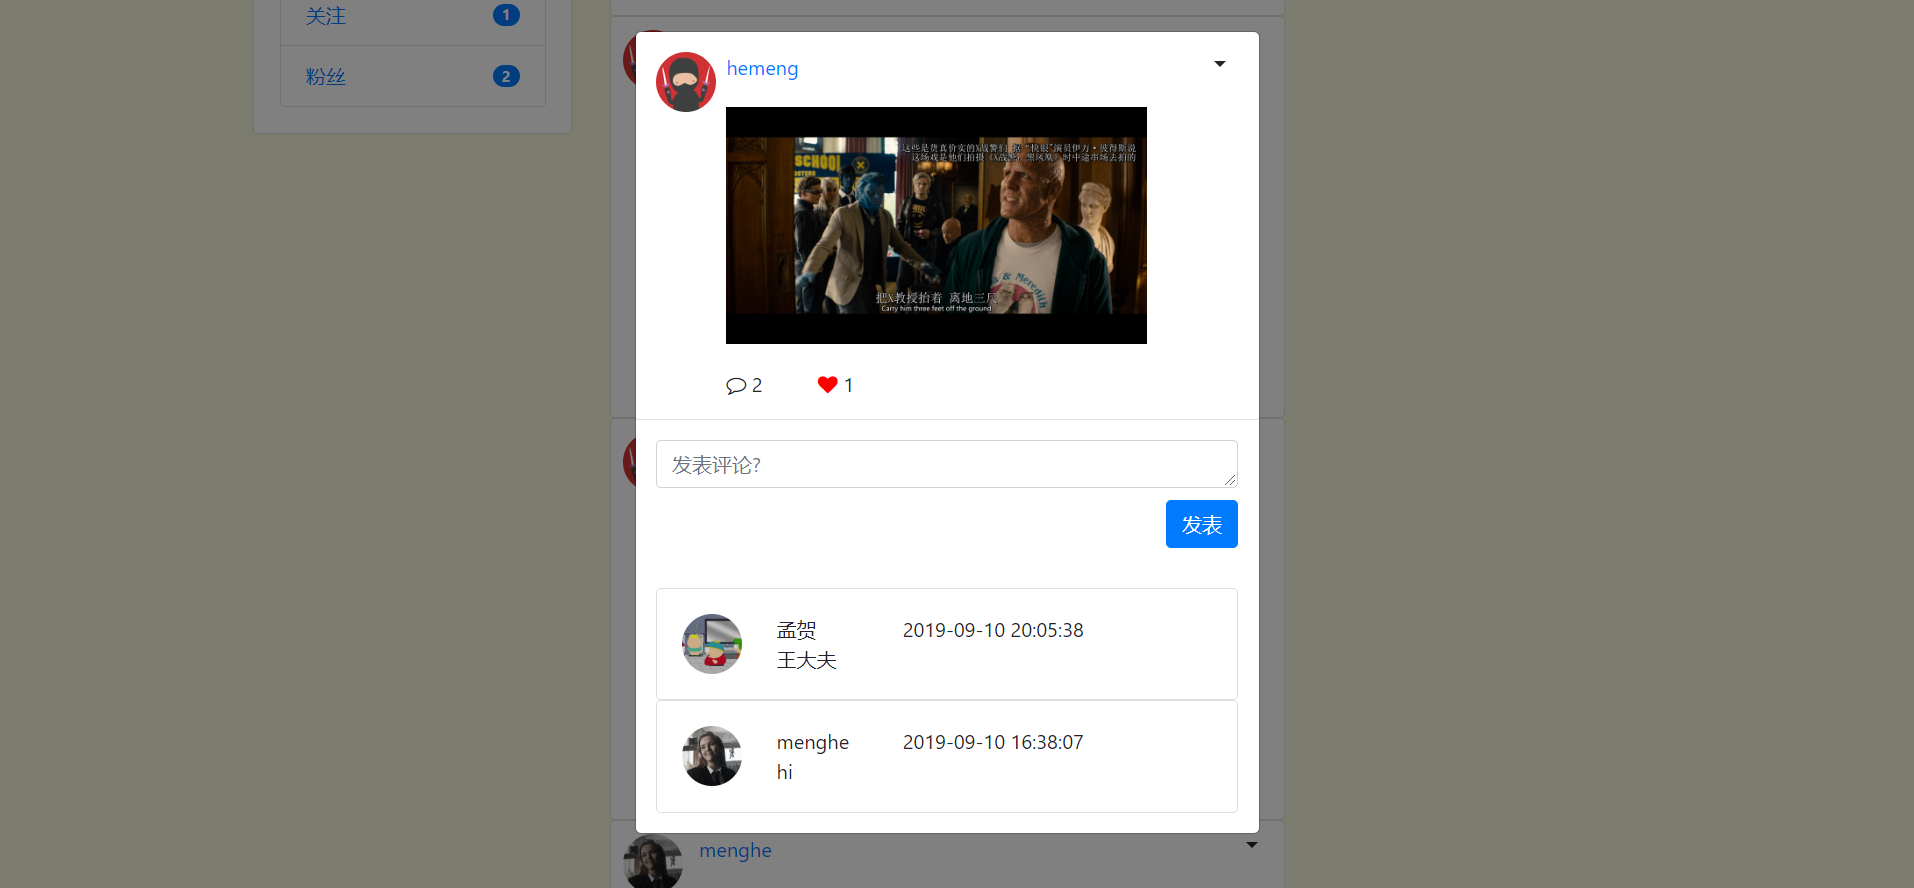 关注 1
粉丝 2
hemeng
SCHOOL
这些是货真价实的X战警们 据“快银”演员伊万·彼得斯说
这场戏是他们拍摄《X战警:黑凤凰》时中途串场去拍的
& Meredith
把X教授抬着 离地三尺
Carry him three feet off the ground
2 1
发表评论?
发表
孟贺 2019-09-10 20:05:38
王大夫
menghe 2019-09-10 16:38:07
hi
menghe